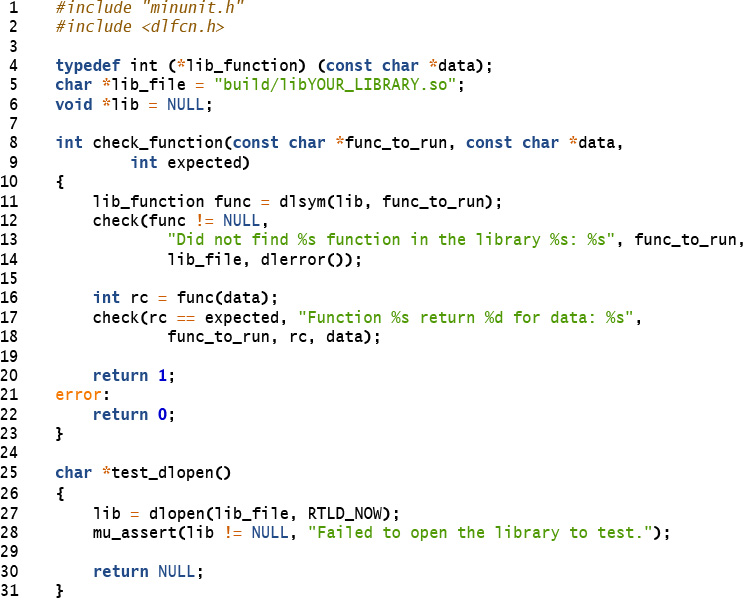 1 #include "minunit.h"
2 #include <dlfcn.h>
3
4 typedef int (*lib_function) (const char *data);
5 char *lib_file = "build/libYOUR_LIBRARY.so";
6 void *lib = NULL;
7
8 int check_function(const char *func_to_run, const char *data,
9         int expected)
10 {
11     lib_function func = dlsym(lib, func_to_run);
12     check(func != NULL,
13             "Did not find %s function in the library %s: %s", func_to_run,
14             lib_file, dlerror());
15
16     int rc = func(data);
17     check(rc == expected, "Function %s return %d for data: %s",
18             func_to_run, rc, data);
19
20     return 1;
21 error:
22     return 0;
23 }
24
25 char *test_dlopen()
26 {
27     lib = dlopen(lib_file, RTLD_NOW);
28     mu_assert(lib != NULL, "Failed to open the library to test.");
29
30     return NULL;
31 }